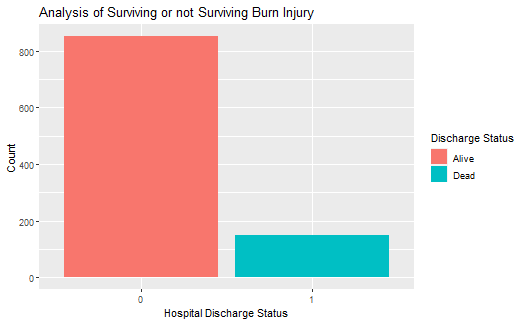 Analysis of Surviving or not Surviving Burn Injury
800
600
400
200
0
Count
0 1
Hospital Discharge Status
Discharge Status
Alive
Dead